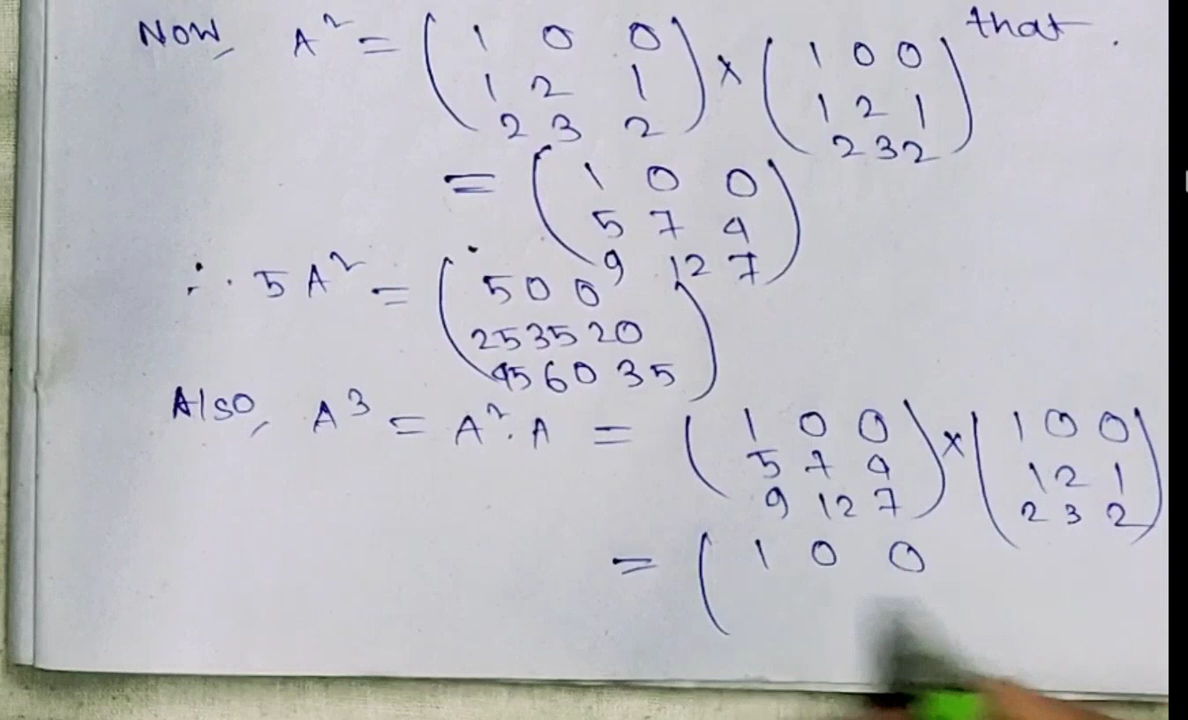 Now, A² = ( 1 0 0 ) × ( 1 0 0 ) that.
1 2 1 1 2 1
2 3 2 2 3 2
= ( 1 0 0 )
5 7 4
9 12 7
∴ 5A² = ( 5 0 0 )
25 35 20
45 60 35
Also, A³ = A².A = ( 1 0 0 ) × ( 1 0 0 )
5 7 4 1 2 1
9 12 7 2 3 2
= ( 1 0 0